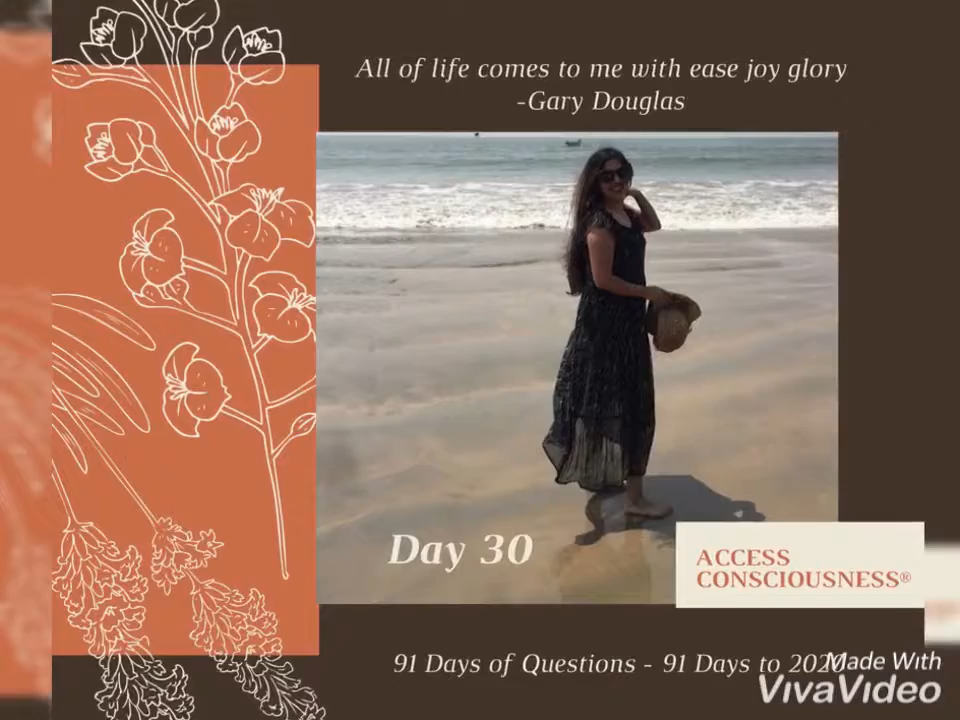 All of life comes to me with ease joy glory
-Gary Douglas
Day 30
ACCESS
CONSCIOUSNESS®
91 Days of Questions - 91 Days to
Made With
VivaVideo